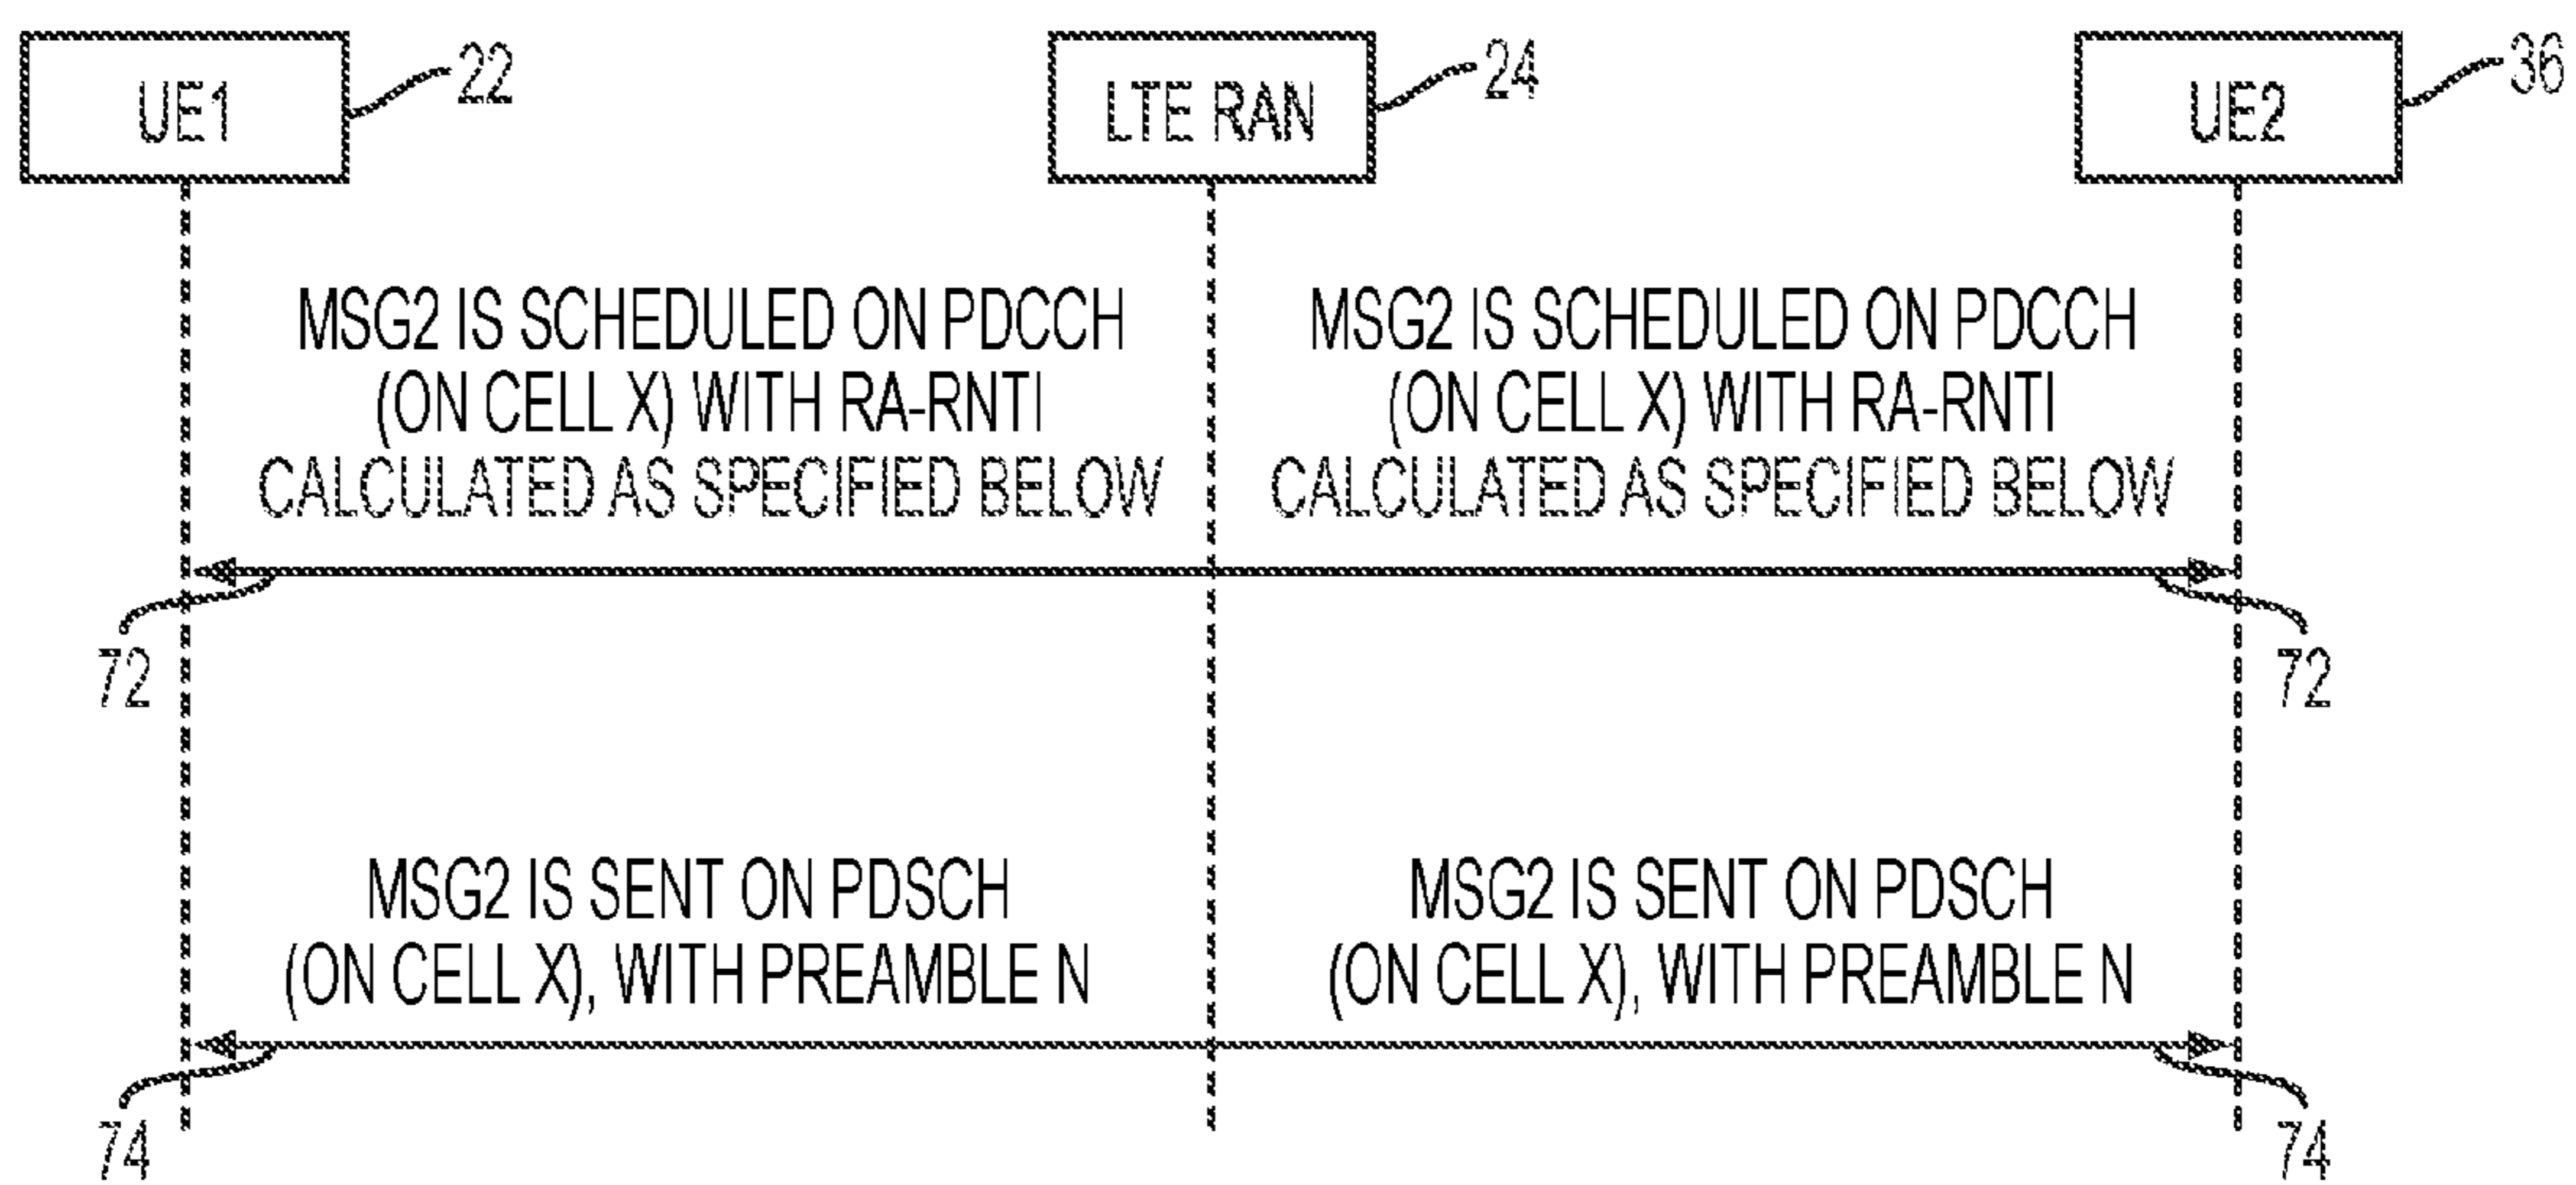 UE1
22
LTE RAN
24
UE2
36
MSG2 IS SCHEDULED ON PDCCH
(ON CELL X) WITH RA-RNTI
CALCULATED AS SPECIFIED BELOW
MSG2 IS SCHEDULED ON PDCCH
(ON CELL X) WITH RA-RNTI
CALCULATED AS SPECIFIED BELOW
72
72
MSG2 IS SENT ON PDSCH
(ON CELL X), WITH PREAMBLE N
MSG2 IS SENT ON PDSCH
(ON CELL X), WITH PREAMBLE N
74
74